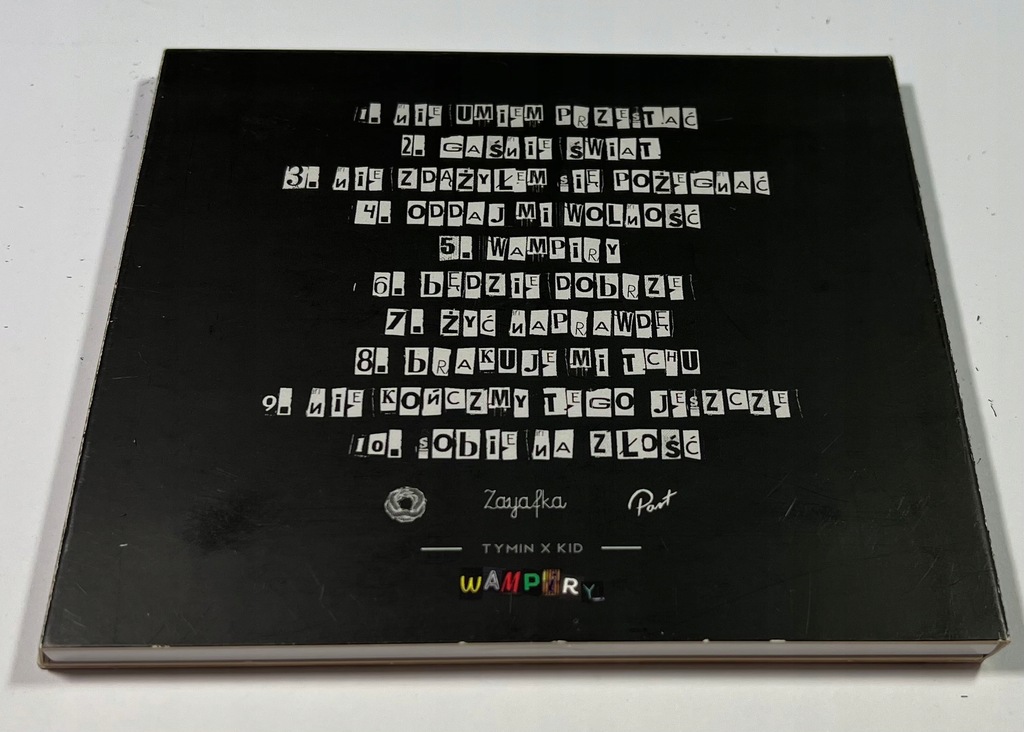 1. NIE UMIEM PRZESTAĆ
2. GAŚNIE ŚWIAT
3. NIE ZDĄŻYŁEM SIĘ POŻEGNAĆ
4. ODDAJ MI WOLNOŚĆ
5. WAMPIRY
6. BĘDZIE DOBRZE
7. ŻYĆ NAPRAWDĘ
8. BRAKUJE MI TCHU
9. NIE KOŃCZMY TEGO JESZCZE
10. SOBIE NA ZŁOŚĆ
Zayafka Part
TYMIN X KID
WAMPIRY